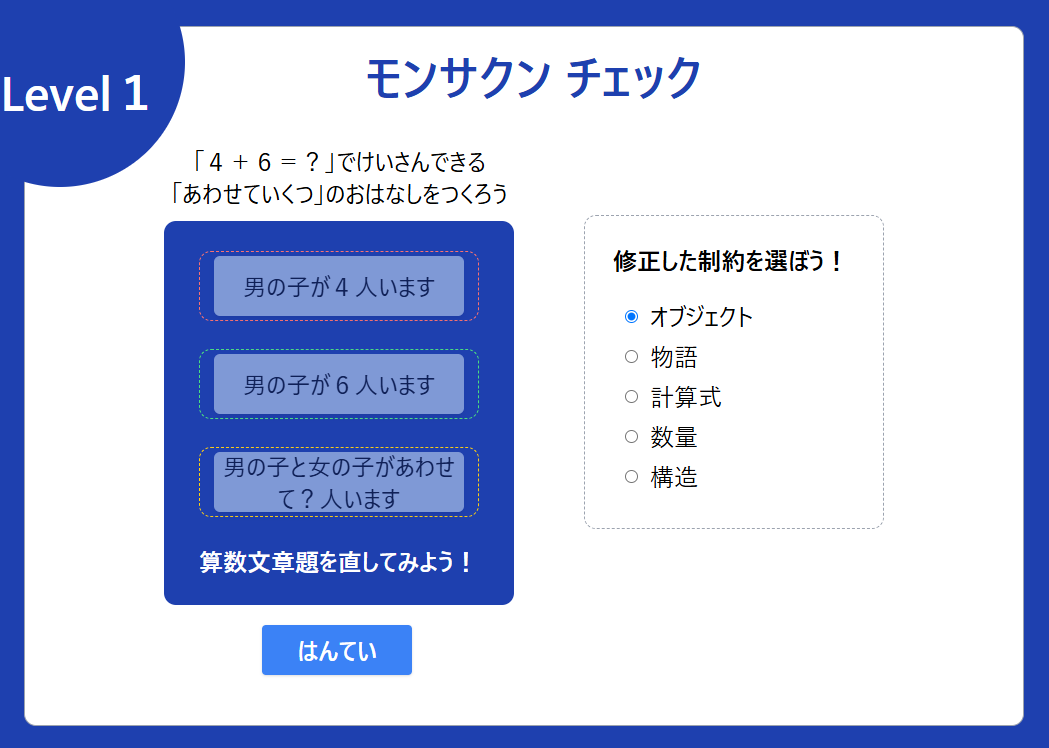 Level 1
モンサクン チェック
「 4 ＋ 6 ＝ ? 」でけいさんできる
「あわせていくつ」のおはなしをつくろう
男の子が 4 人います
男の子が 6 人います
男の子と女の子があわせ
て ? 人います
算数文章題を直してみよう！
はんてい
修正した制約を選ぼう！
オブジェクト
物語
計算式
数量
構造